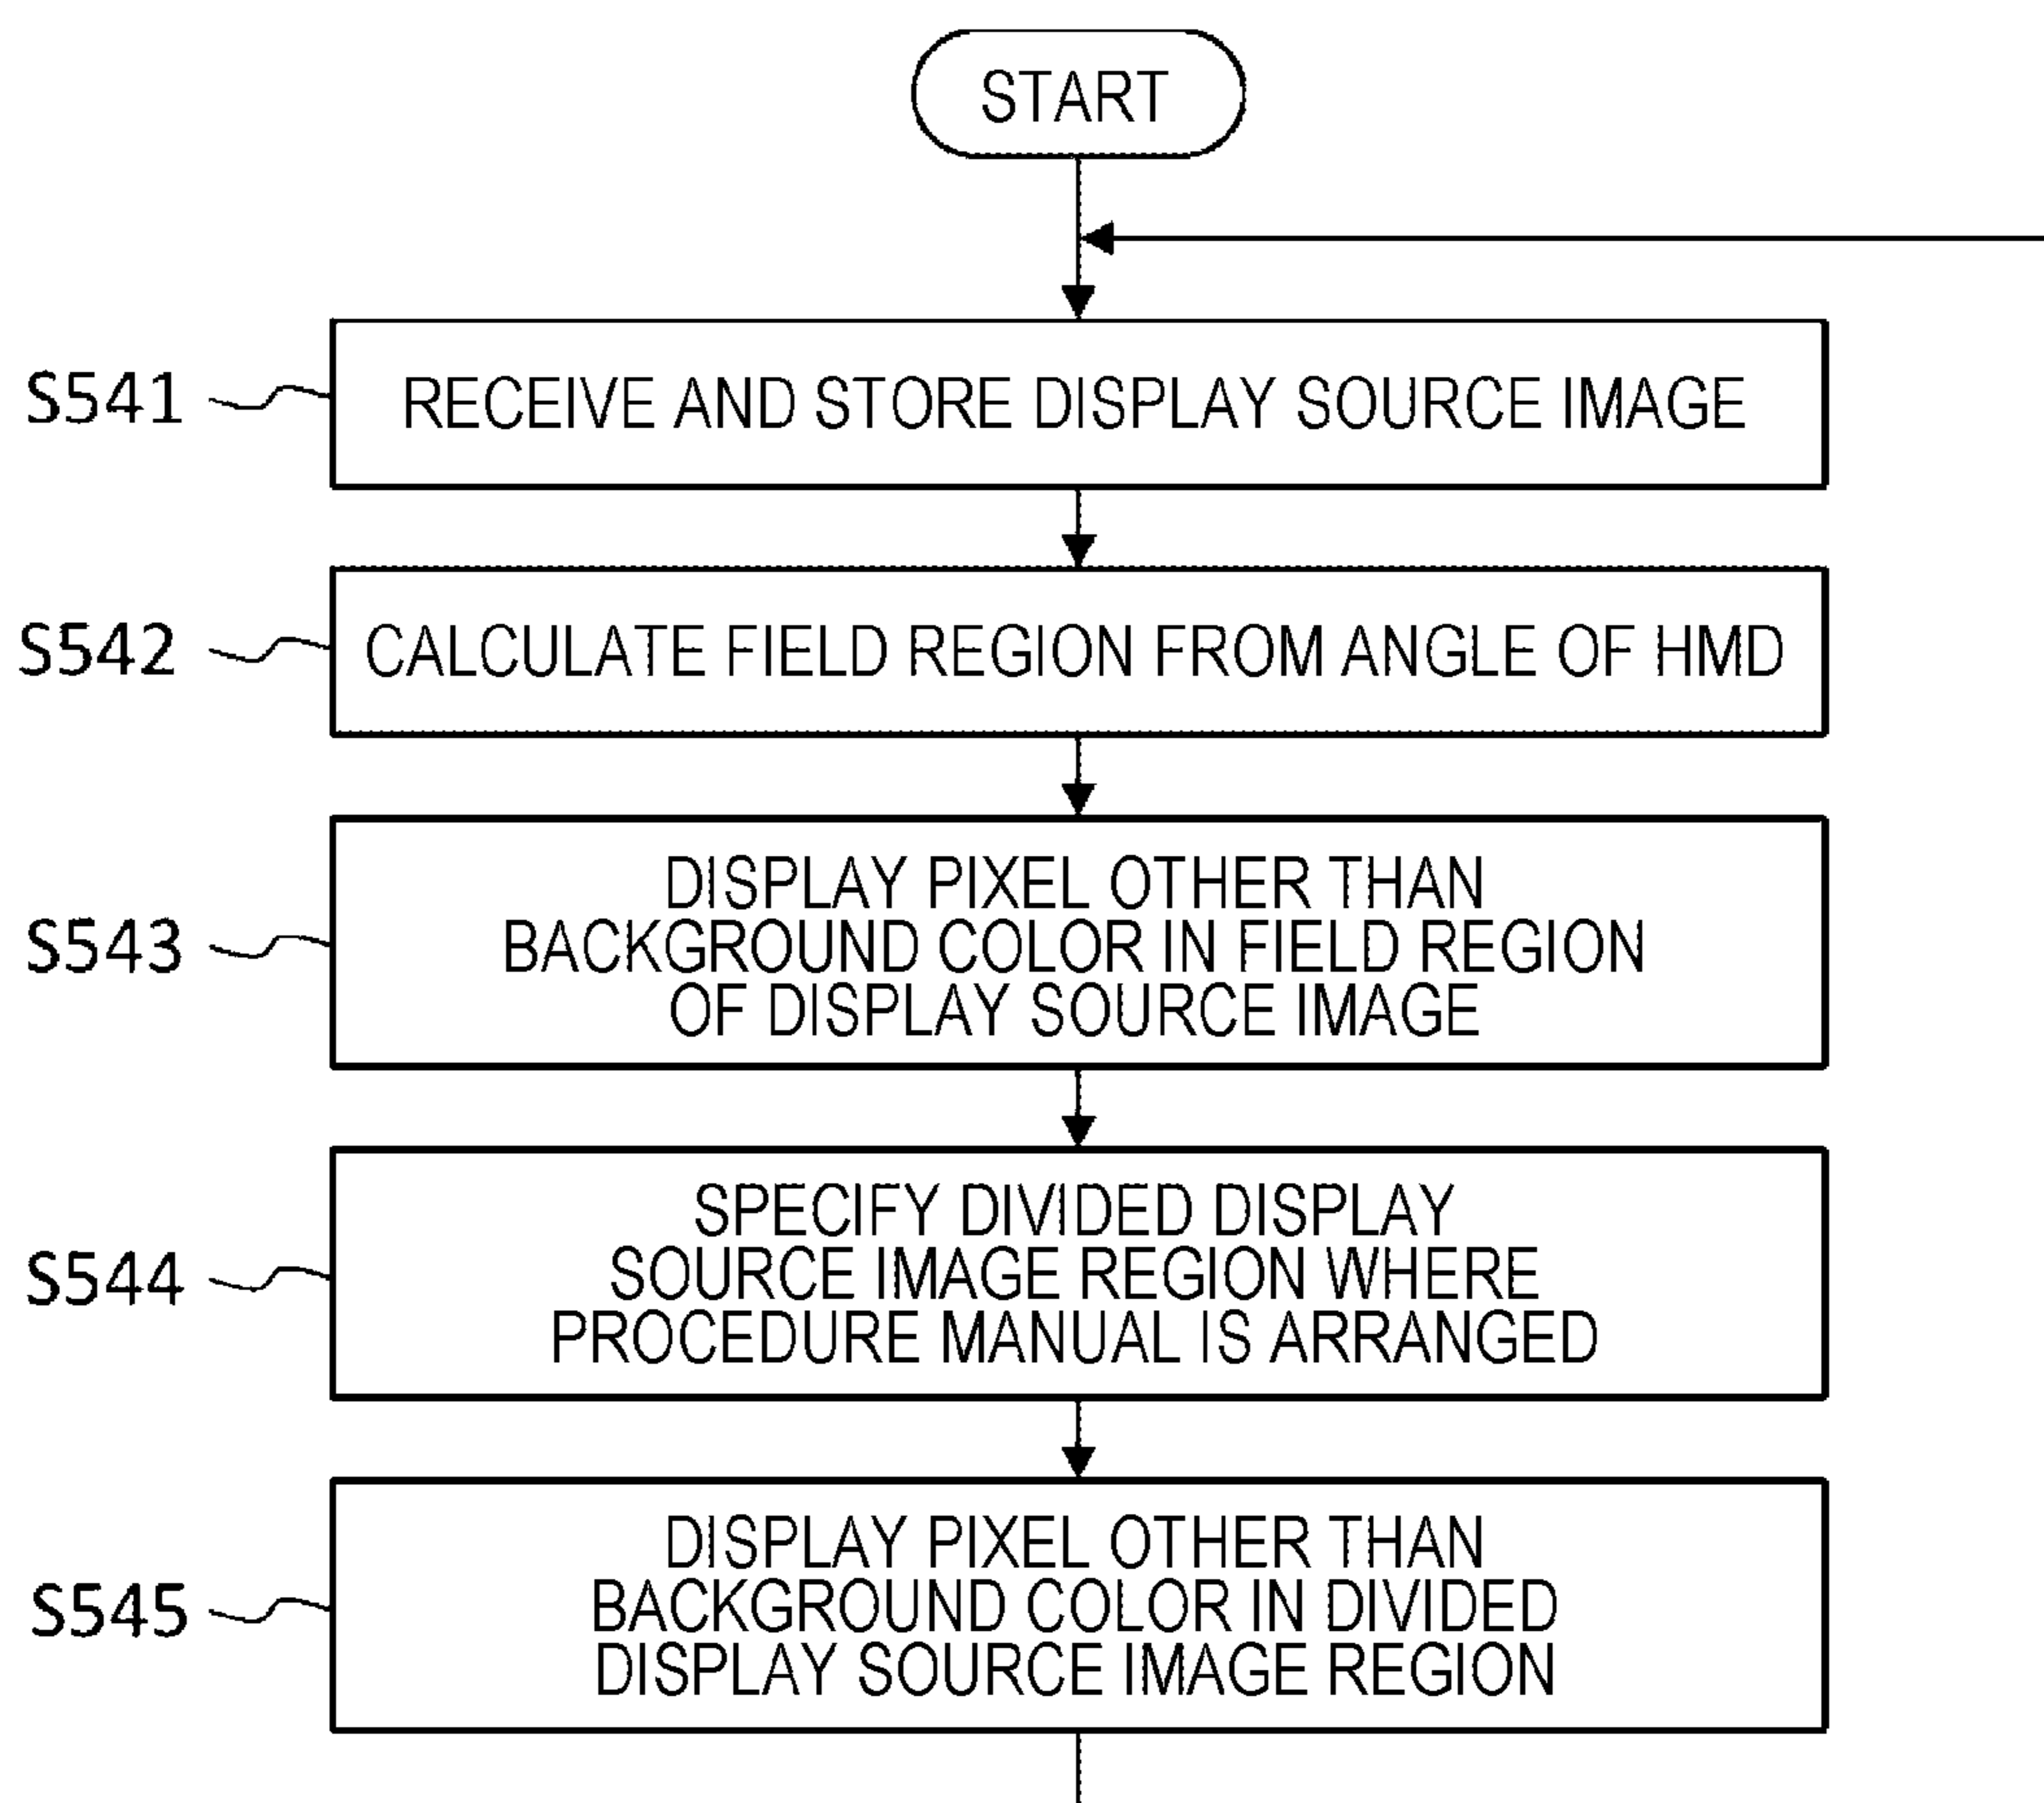 START
S541
RECEIVE AND STORE DISPLAY SOURCE IMAGE
S542
CALCULATE FIELD REGION FROM ANGLE OF HMD
S543
DISPLAY PIXEL OTHER THAN
BACKGROUND COLOR IN FIELD REGION
OF DISPLAY SOURCE IMAGE
S544
SPECIFY DIVIDED DISPLAY
SOURCE IMAGE REGION WHERE
PROCEDURE MANUAL IS ARRANGED
S545
DISPLAY PIXEL OTHER THAN
BACKGROUND COLOR IN DIVIDED
DISPLAY SOURCE IMAGE REGION